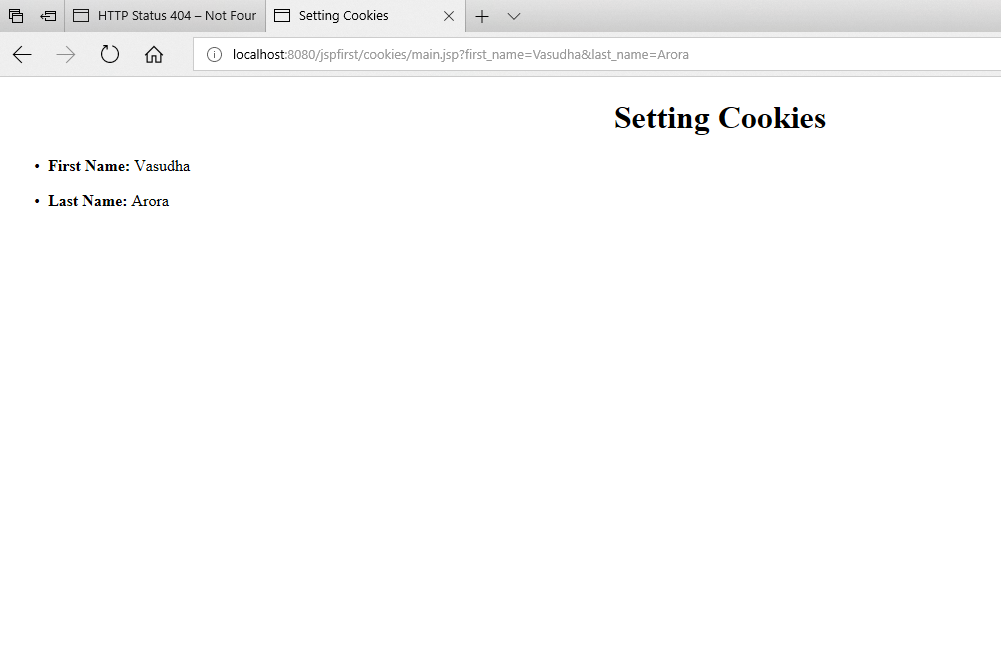 HTTP Status 404 – Not Four
Setting Cookies
localhost:8080/jspfirst/cookies/main.jsp?first_name=Vasudha&last_name=Arora
Setting Cookies
• First Name: Vasudha
• Last Name: Arora